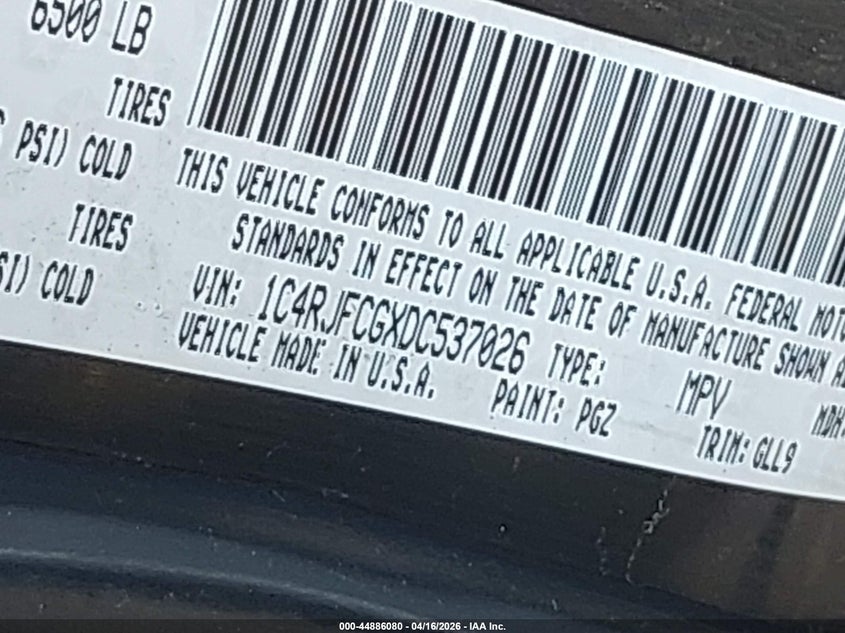 6500 LB
TIRES
PSI) COLD
TIRES
SI) COLD
THIS VEHICLE CONFORMS TO ALL APPLICABLE U.S.A. FEDERAL MOTO
STANDARDS IN EFFECT ON THE DATE OF MANUFACTURE SHOWN A
VIN: 1C4RJFCGXDC537026 TYPE: MPV MDH
VEHICLE MADE IN U.S.A. PAINT: PGZ TRIM: GLL9
000-44886080 - 04/16/2026 - IAA Inc.